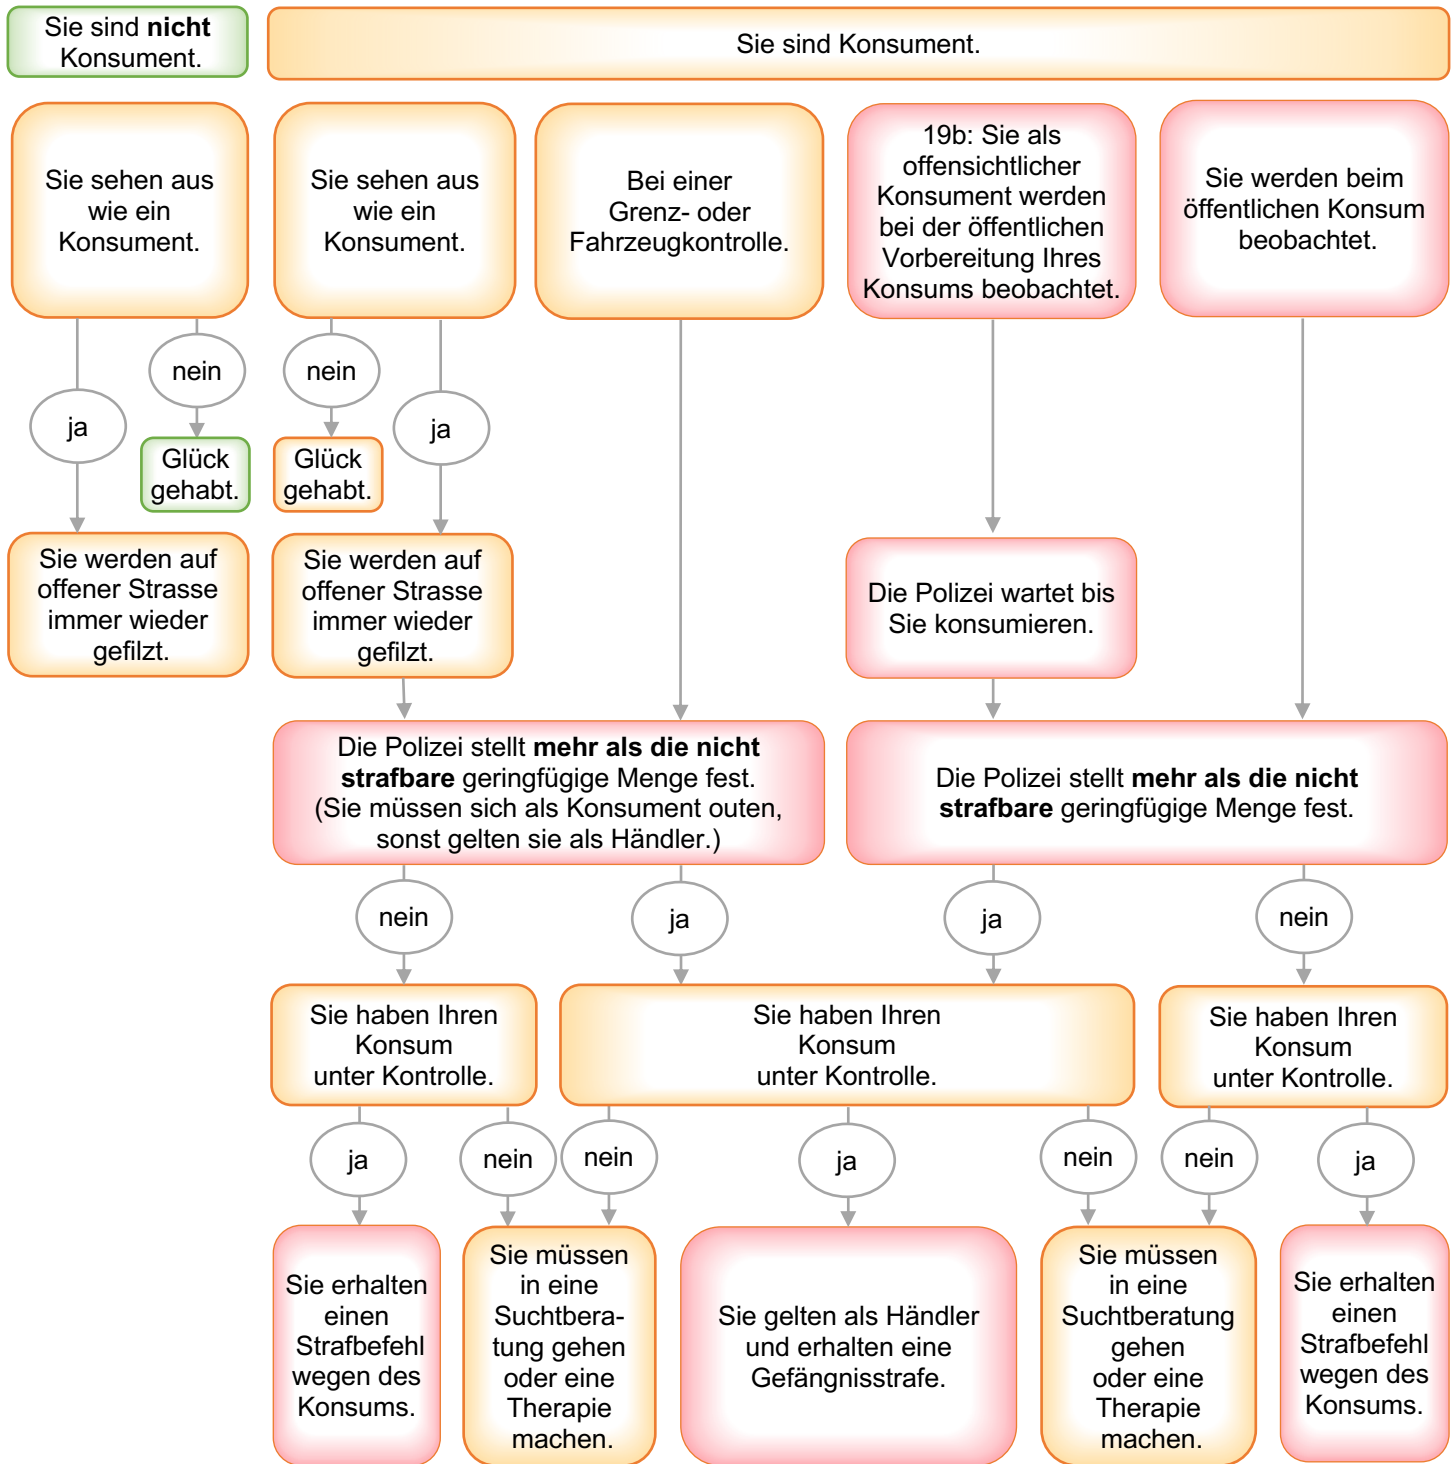 Sie sind nicht
Konsument.
Sie sind Konsument.
Sie sehen aus
wie ein
Konsument.
Sie sehen aus
wie ein
Konsument.
Bei einer
Grenz- oder
Fahrzeugkontrolle.
19b: Sie als
offensichtlicher
Konsument werden
bei der öffentlichen
Vorbereitung Ihres
Konsums beobachtet.
Sie werden beim
öffentlichen Konsum
beobachtet.
nein
nein
ja
ja
Glück
gehabt.
Glück
gehabt.
Sie werden auf
offener Strasse
immer wieder
gefilzt.
Sie werden auf
offener Strasse
immer wieder
gefilzt.
Die Polizei wartet bis
Sie konsumieren.
Die Polizei stellt mehr als die nicht
strafbare geringfügige Menge fest.
(Sie müssen sich als Konsument outen,
sonst gelten sie als Händler.)
Die Polizei stellt mehr als die nicht
strafbare geringfügige Menge fest.
nein
ja
ja
nein
Sie haben Ihren
Konsum
unter Kontrolle.
Sie haben Ihren
Konsum
unter Kontrolle.
Sie haben Ihren
Konsum
unter Kontrolle.
ja
nein
nein
ja
nein
nein
ja
Sie erhalten
einen
Strafbefehl
wegen des
Konsums.
Sie müssen
in eine
Suchtbera-
tung gehen
oder eine
Therapie
machen.
Sie gelten als Händler
und erhalten eine
Gefängnisstrafe.
Sie müssen
in eine
Suchtberatung
gehen
oder eine
Therapie
machen.
Sie erhalten
einen
Strafbefehl
wegen des
Konsums.